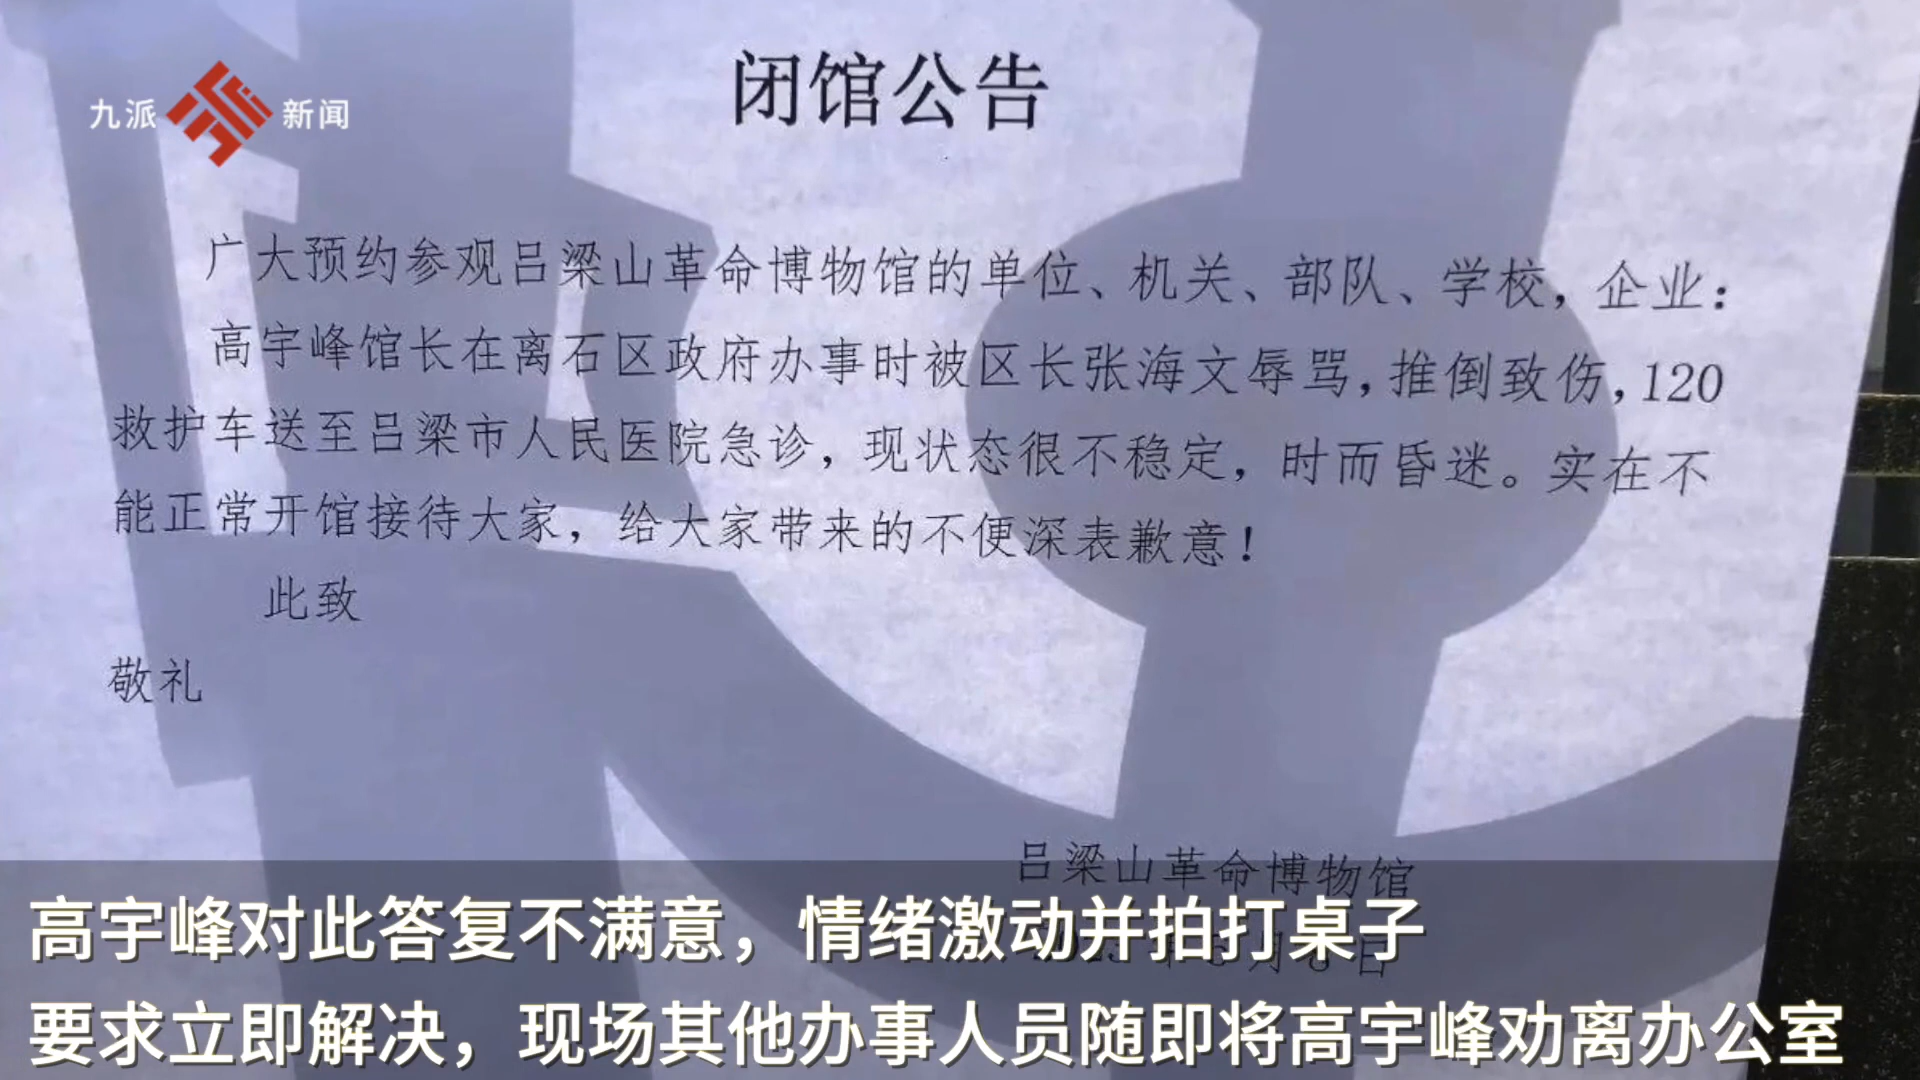 九派 新闻
闭馆公告
广大预约参观吕梁山革命博物馆的单位、机关、部队、学校，企业：
高宇峰馆长在离石区政府办事时被区长张海文辱骂，推倒致伤，120
救护车送至吕梁市人民医院急诊，现状态很不稳定，时而昏迷。实在不
能正常开馆接待大家，给大家带来的不便深表歉意！
此致
敬礼
吕梁山革命博物馆
高宇峰对此答复不满意，情绪激动并拍打桌子
要求立即解决，现场其他办事人员随即将高宇峰劝离办公室